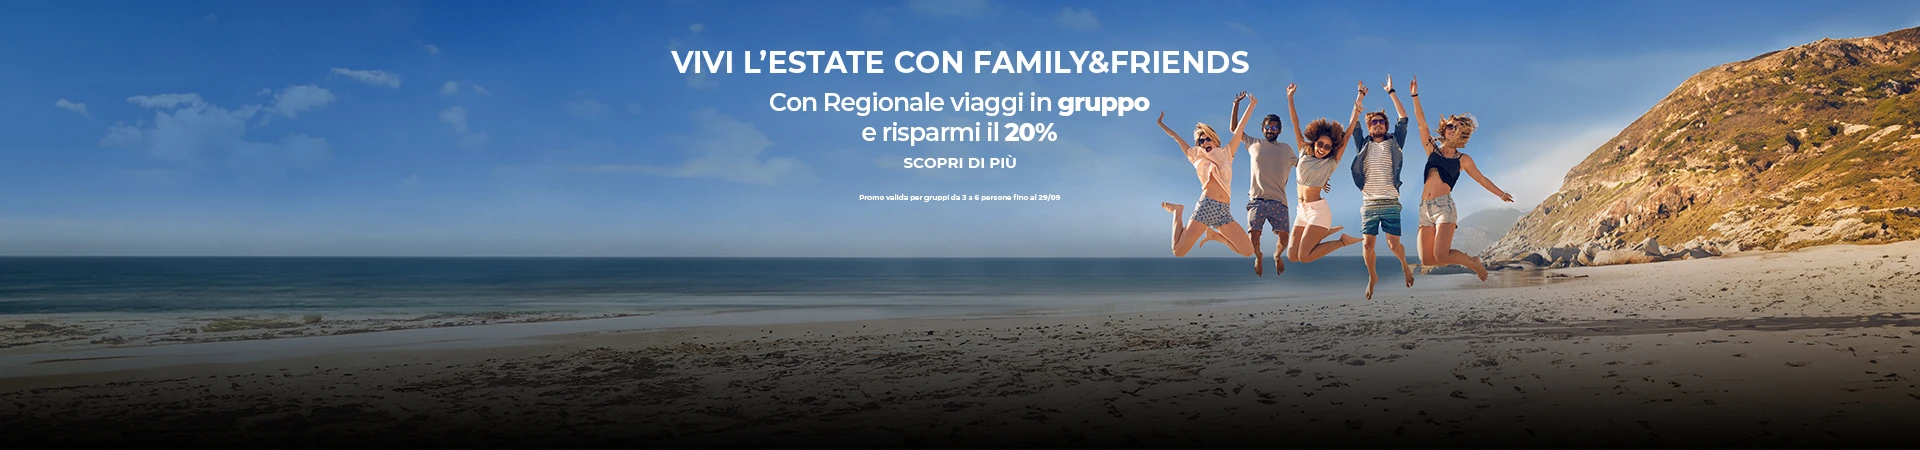 VIVI L'ESTATE CON FAMILY&FRIENDS
Con Regionale viaggi in gruppo
e risparmi il 20%
SCOPRI DI PIÙ
Promo valida per gruppi da 3 a 6 persone fino al 29/09